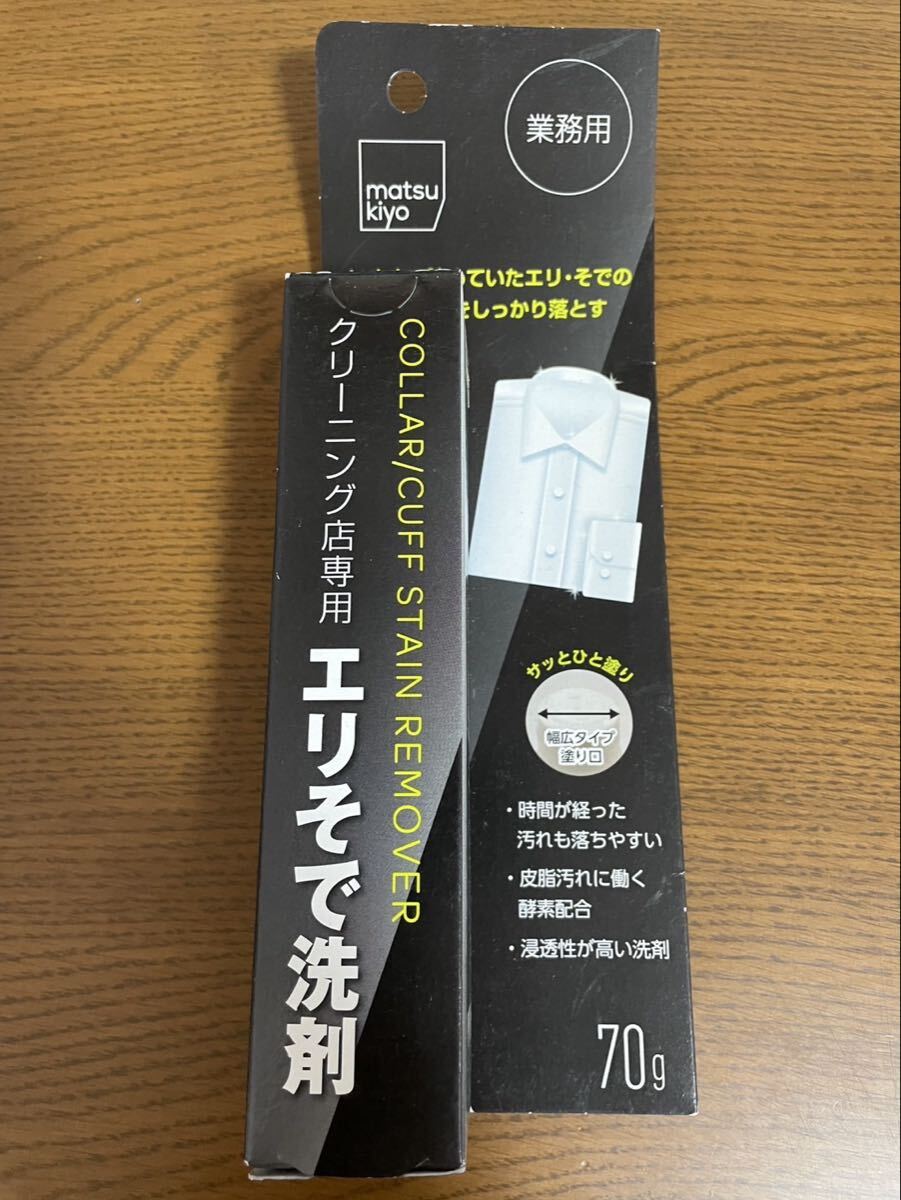 業務用
matsu
kiyo
ていたエリ・そでの
をしっかり落とす
COLLAR/CUFF STAIN REMOVER
クリーニング店専用
エリそで洗剤
サッとひと塗り
幅広タイプ
塗り口
・時間が経った
汚れも落ちやすい
・皮脂汚れに働く
酵素配合
・浸透性が高い洗剤
70g